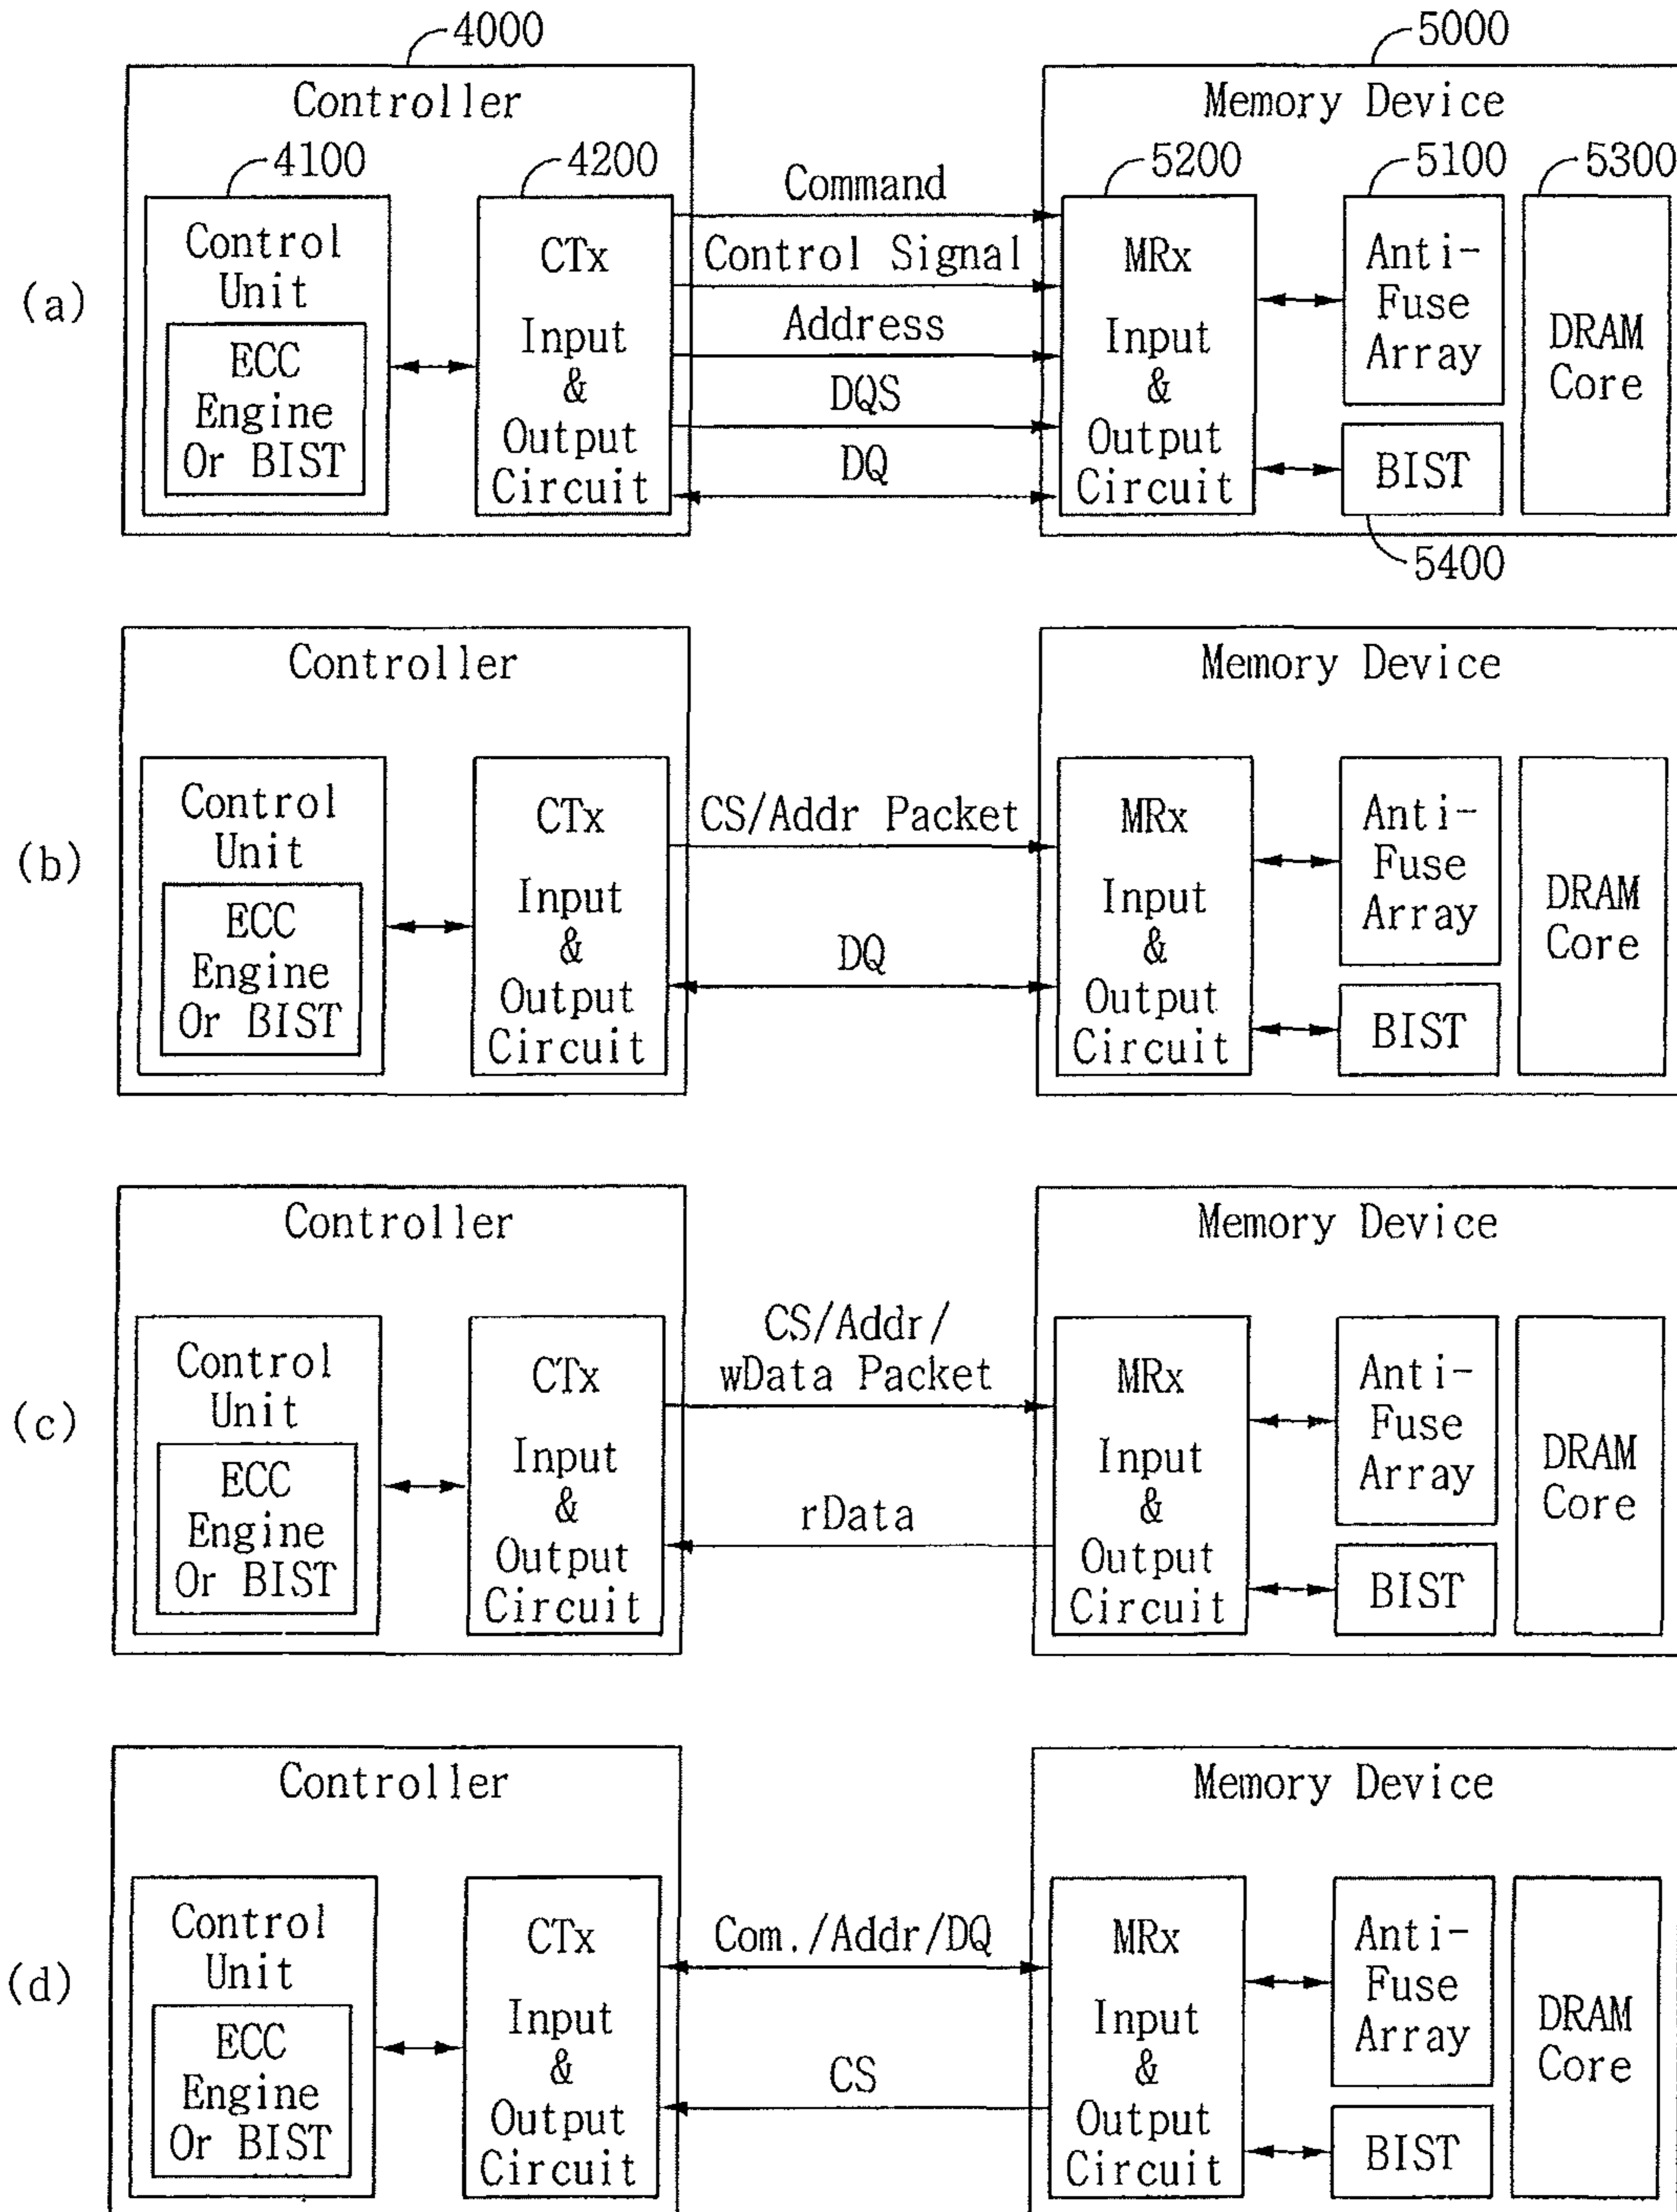 4000
5000
Controller
Memory Device
4100
4200
5200
5100
5300
(a)
Control
Unit
ECC
Engine
Or BIST
CTx
Input
&
Output
Circuit
Command
Control Signal
Address
DQS
DQ
MRx
Input
&
Output
Circuit
Anti-
Fuse
Array
BIST
DRAM
Core
5400
Controller
Memory Device
(b)
Control
Unit
ECC
Engine
Or BIST
CTx
Input
&
Output
Circuit
CS/Addr Packet
DQ
MRx
Input
&
Output
Circuit
Anti-
Fuse
Array
BIST
DRAM
Core
Controller
Memory Device
(c)
Control
Unit
ECC
Engine
Or BIST
CTx
Input
&
Output
Circuit
CS/Addr/
wData Packet
rData
MRx
Input
&
Output
Circuit
Anti-
Fuse
Array
BIST
DRAM
Core
Controller
Memory Device
(d)
Control
Unit
ECC
Engine
Or BIST
CTx
Input
&
Output
Circuit
Com./Addr/DQ
CS
MRx
Input
&
Output
Circuit
Anti-
Fuse
Array
BIST
DRAM
Core